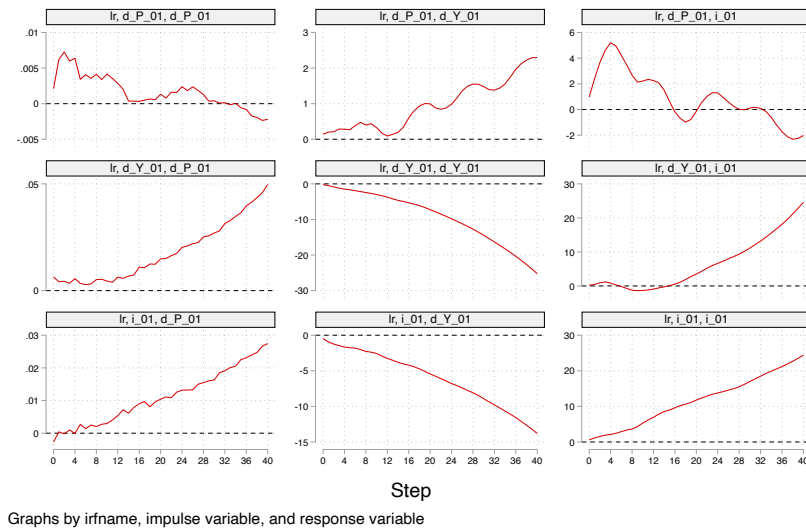 lr, d_P_01, d_P_01
lr, d_P_01, d_Y_01
lr, d_P_01, i_01
.01
.005
0
-.005
3
2
1
0
6
4
2
0
-2
lr, d_Y_01, d_P_01
lr, d_Y_01, d_Y_01
lr, d_Y_01, i_01
.05
0
0
-10
-20
-30
30
20
10
0
lr, i_01, d_P_01
lr, i_01, d_Y_01
lr, i_01, i_01
.03
.02
.01
0
0
-5
-10
-15
30
20
10
0
0 4 8 12 16 20 24 28 32 36 40
0 4 8 12 16 20 24 28 32 36 40
0 4 8 12 16 20 24 28 32 36 40
Step
Graphs by irfname, impulse variable, and response variable